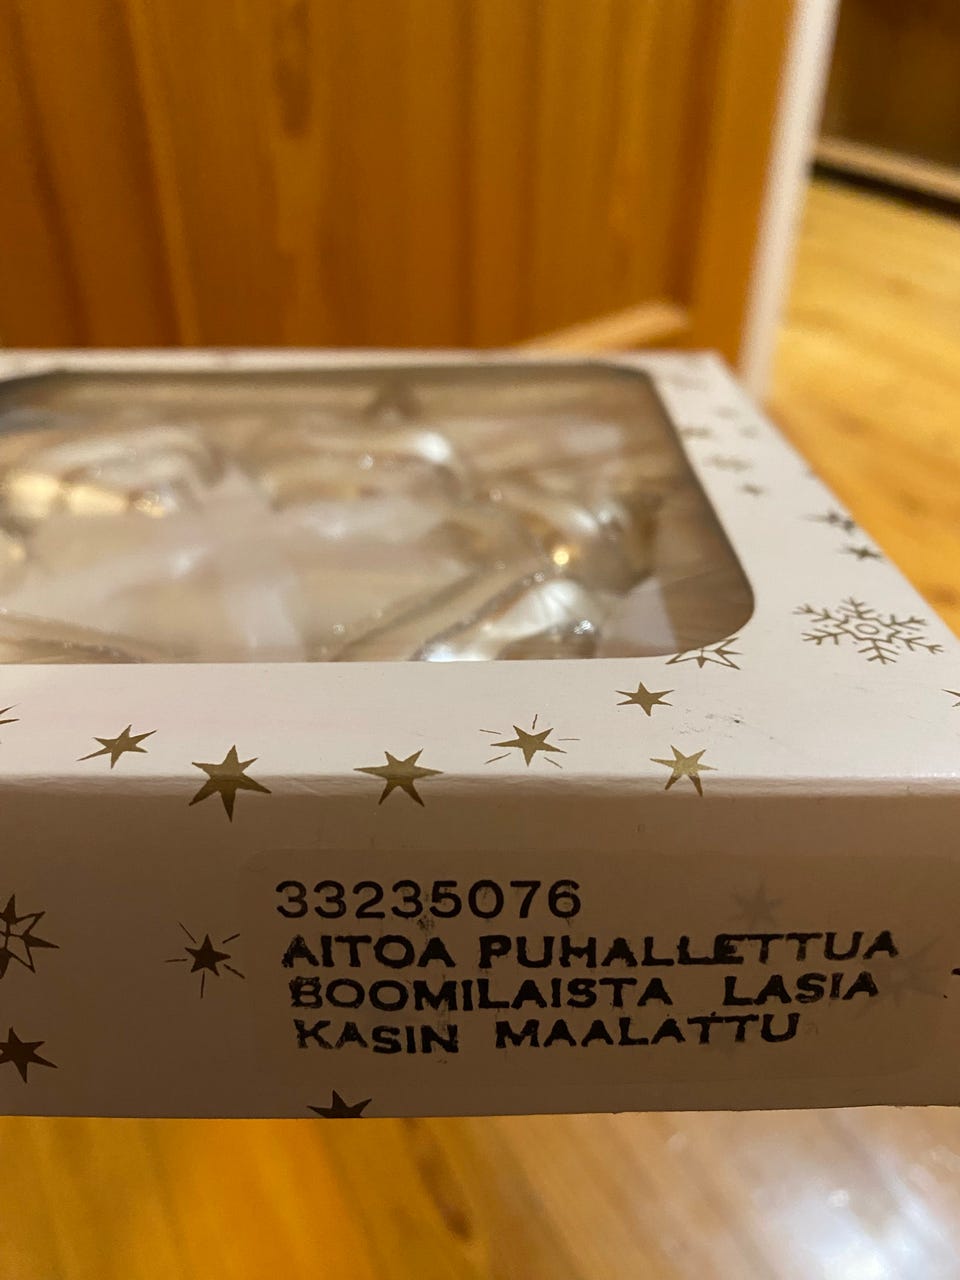 33235076
AITOA PUHALLETTUA
BOOMILAISTA LASIA
KASIN MAALATTU